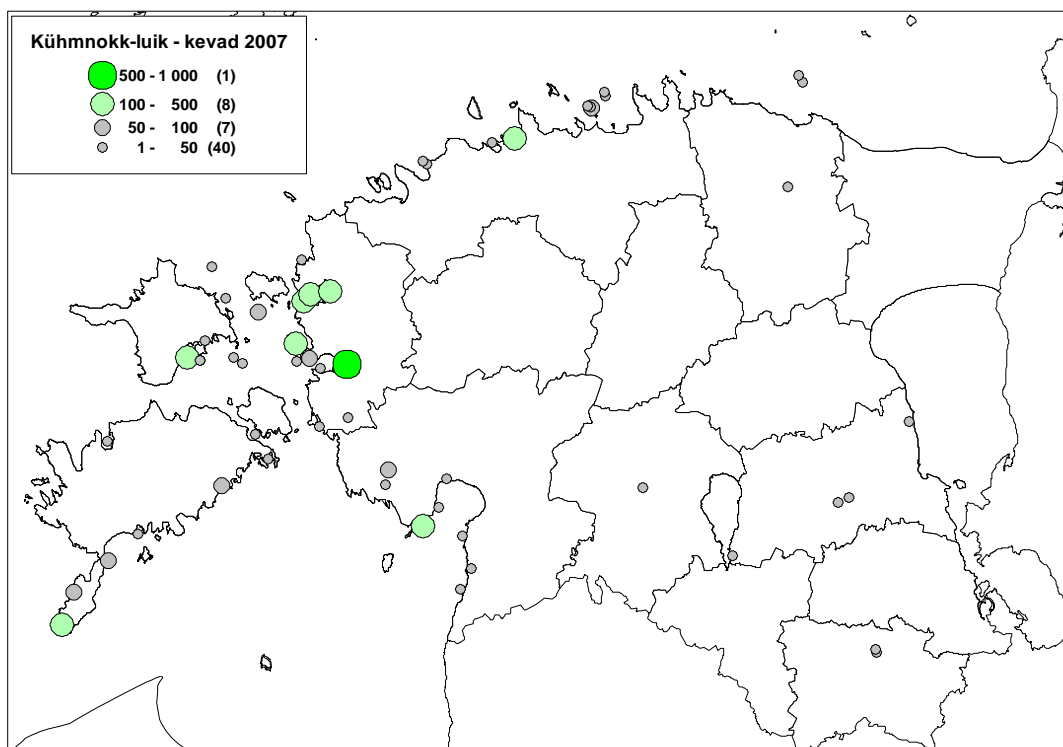 Kühmnokk-luik - kevad 2007
500 - 1 000 (1)
100 - 500 (8)
50 - 100 (7)
1 - 50 (40)